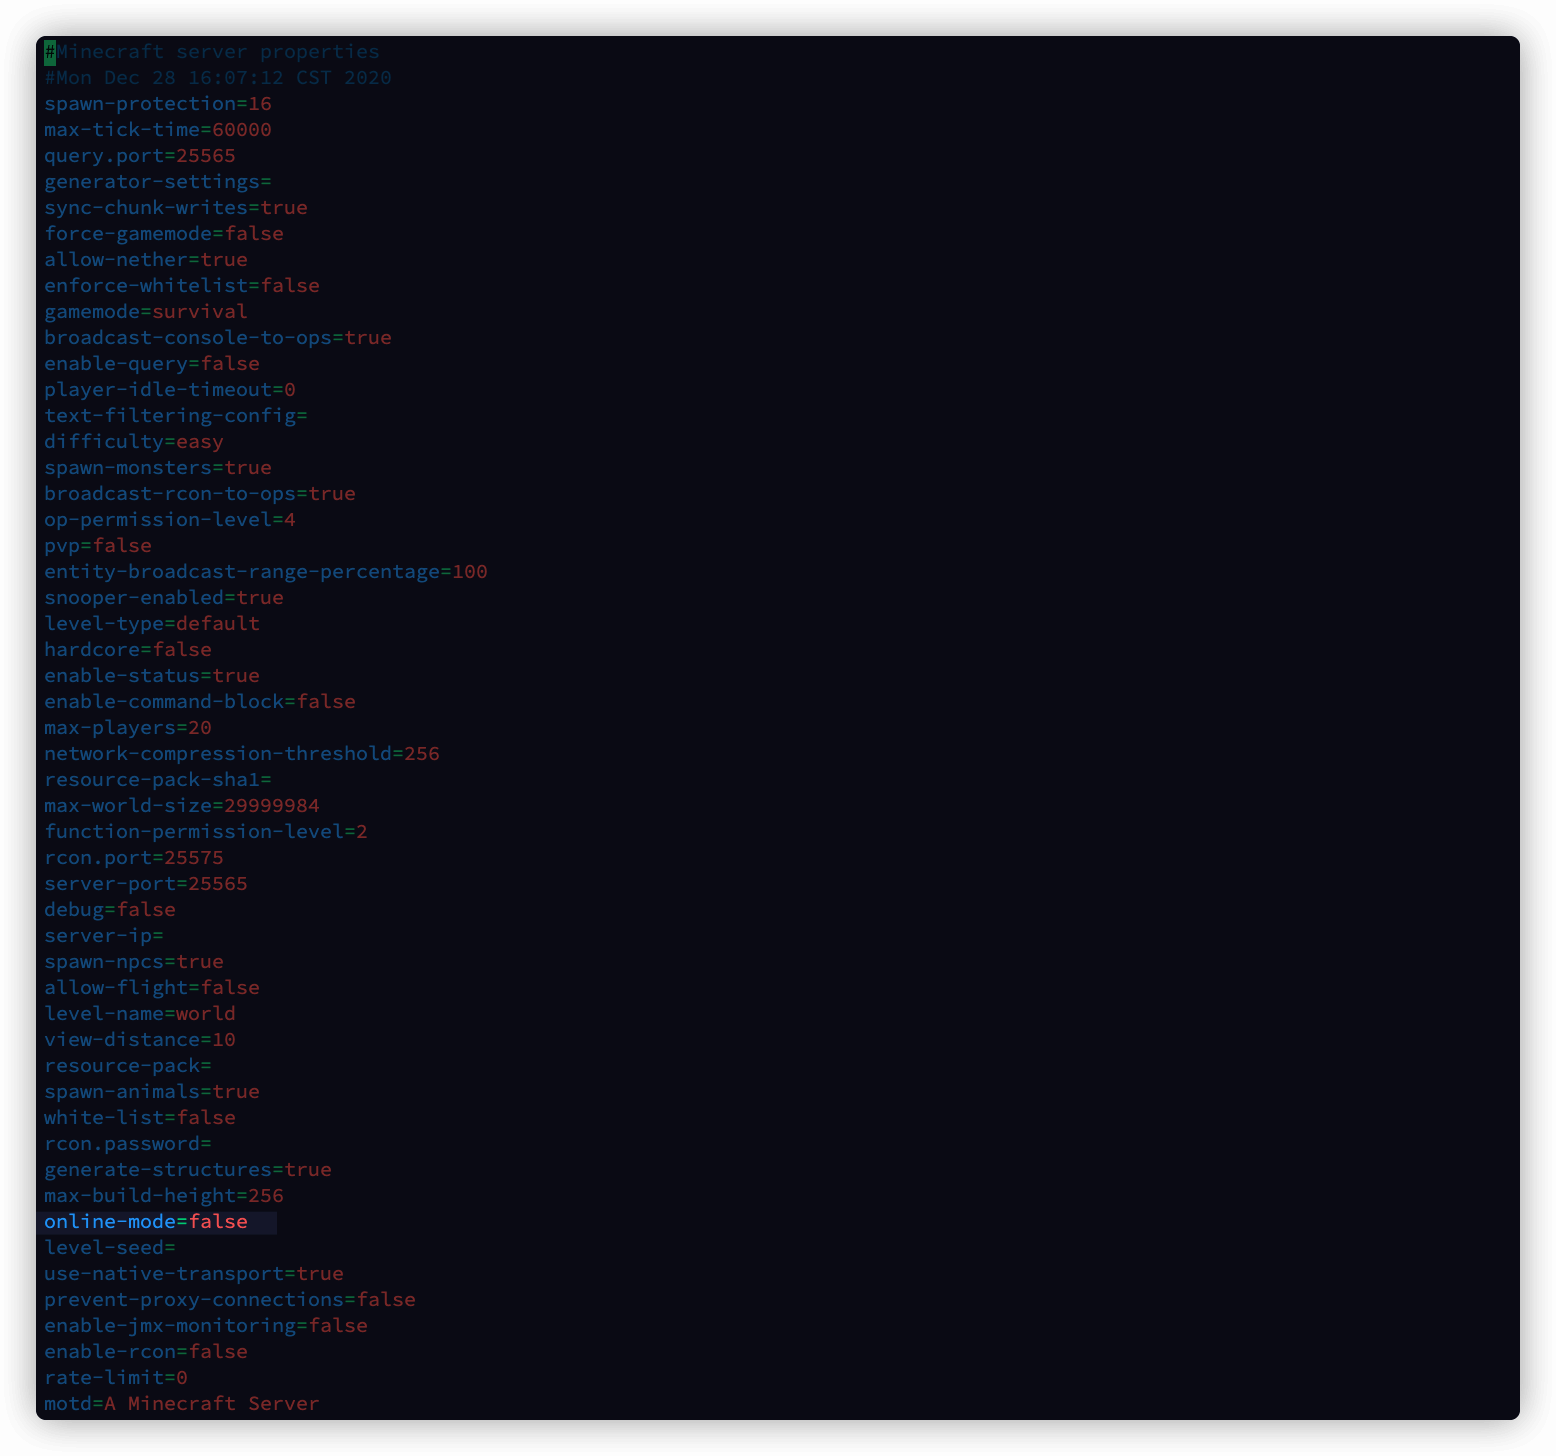 #Minecraft server properties
#Mon Dec 28 16:07:12 CST 2020
spawn-protection=16
max-tick-time=60000
query.port=25565
generator-settings=
sync-chunk-writes=true
force-gamemode=false
allow-nether=true
enforce-whitelist=false
gamemode=survival
broadcast-console-to-ops=true
enable-query=false
player-idle-timeout=0
text-filtering-config=
difficulty=easy
spawn-monsters=true
broadcast-rcon-to-ops=true
op-permission-level=4
pvp=false
entity-broadcast-range-percentage=100
snooper-enabled=true
level-type=default
hardcore=false
enable-status=true
enable-command-block=false
max-players=20
network-compression-threshold=256
resource-pack-sha1=
max-world-size=29999984
function-permission-level=2
rcon.port=25575
server-port=25565
debug=false
server-ip=
spawn-npcs=true
allow-flight=false
level-name=world
view-distance=10
resource-pack=
spawn-animals=true
white-list=false
rcon.password=
generate-structures=true
max-build-height=256
online-mode=false
level-seed=
use-native-transport=true
prevent-proxy-connections=false
enable-jmx-monitoring=false
enable-rcon=false
rate-limit=0
motd=A Minecraft Server